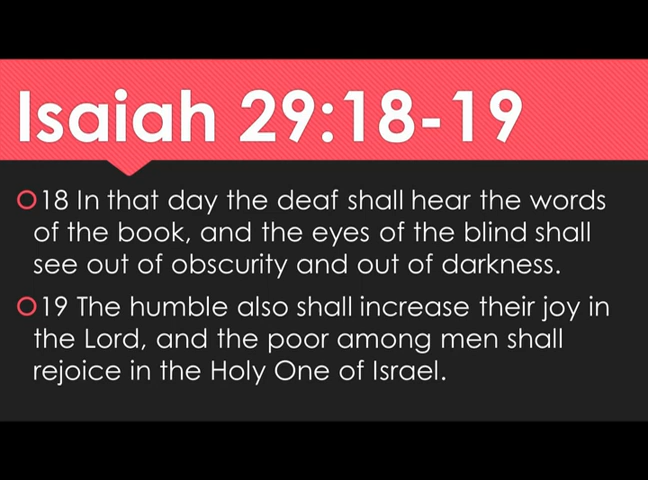 Isaiah 29:18-19
18 In that day the deaf shall hear the words
of the book, and the eyes of the blind shall
see out of obscurity and out of darkness.
19 The humble also shall increase their joy in
the Lord, and the poor among men shall
rejoice in the Holy One of Israel.